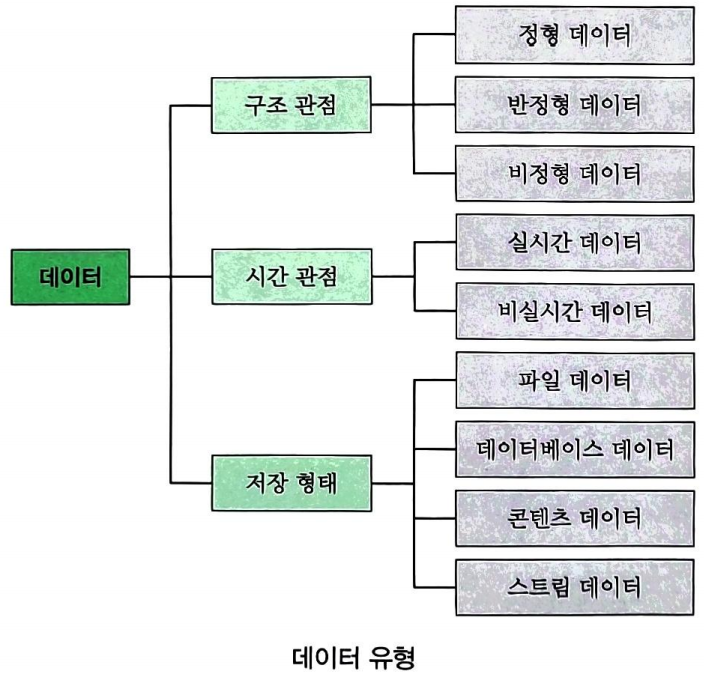 데이터
구조 관점
정형 데이터
반정형 데이터
비정형 데이터
시간 관점
실시간 데이터
비실시간 데이터
저장 형태
파일 데이터
데이터베이스 데이터
콘텐츠 데이터
스트림 데이터
데이터 유형